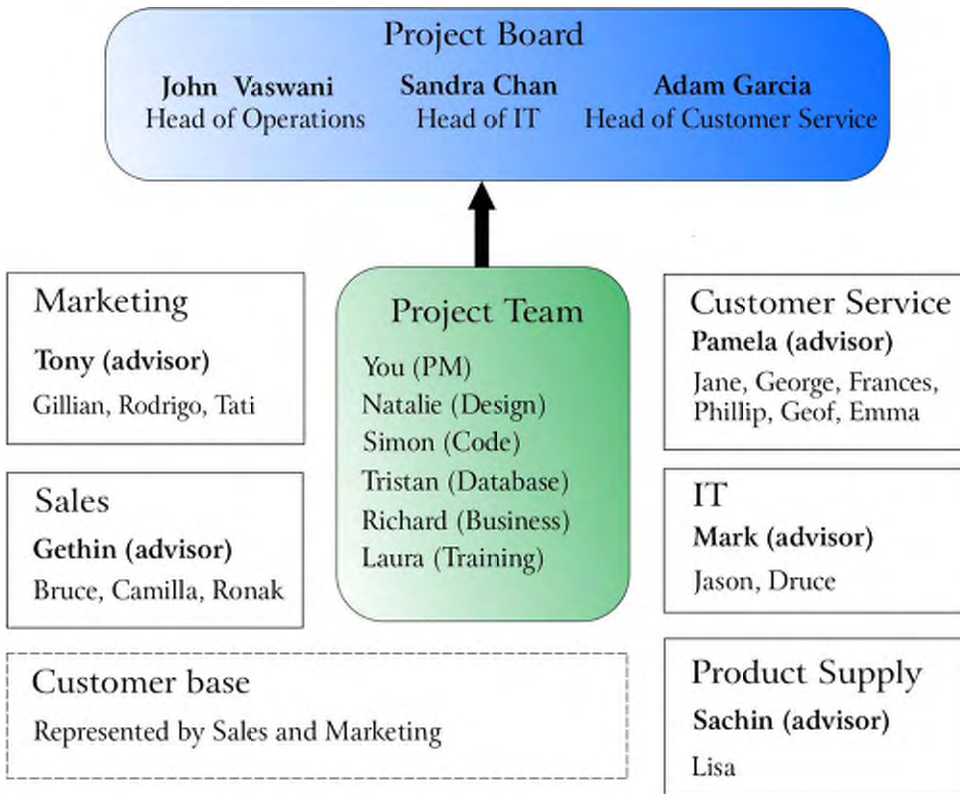 Project Board
John Vaswani
Head of Operations
Sandra Chan
Head of IT
Adam Garcia
Head of Customer Service
Marketing
Tony (advisor)
Gillian, Rodrigo, Tati
Sales
Gethin (advisor)
Bruce, Camilla, Ronak
Project Team
You (PM)
Natalie (Design)
Simon (Code)
Tristan (Database)
Richard (Business)
Laura (Training)
Customer Service
Pamela (advisor)
Jane, George, Frances,
Phillip, Geof, Emma
IT
Mark (advisor)
Jason, Druce
Customer base
Represented by Sales and Marketing
Product Supply
Sachin (advisor)
Lisa